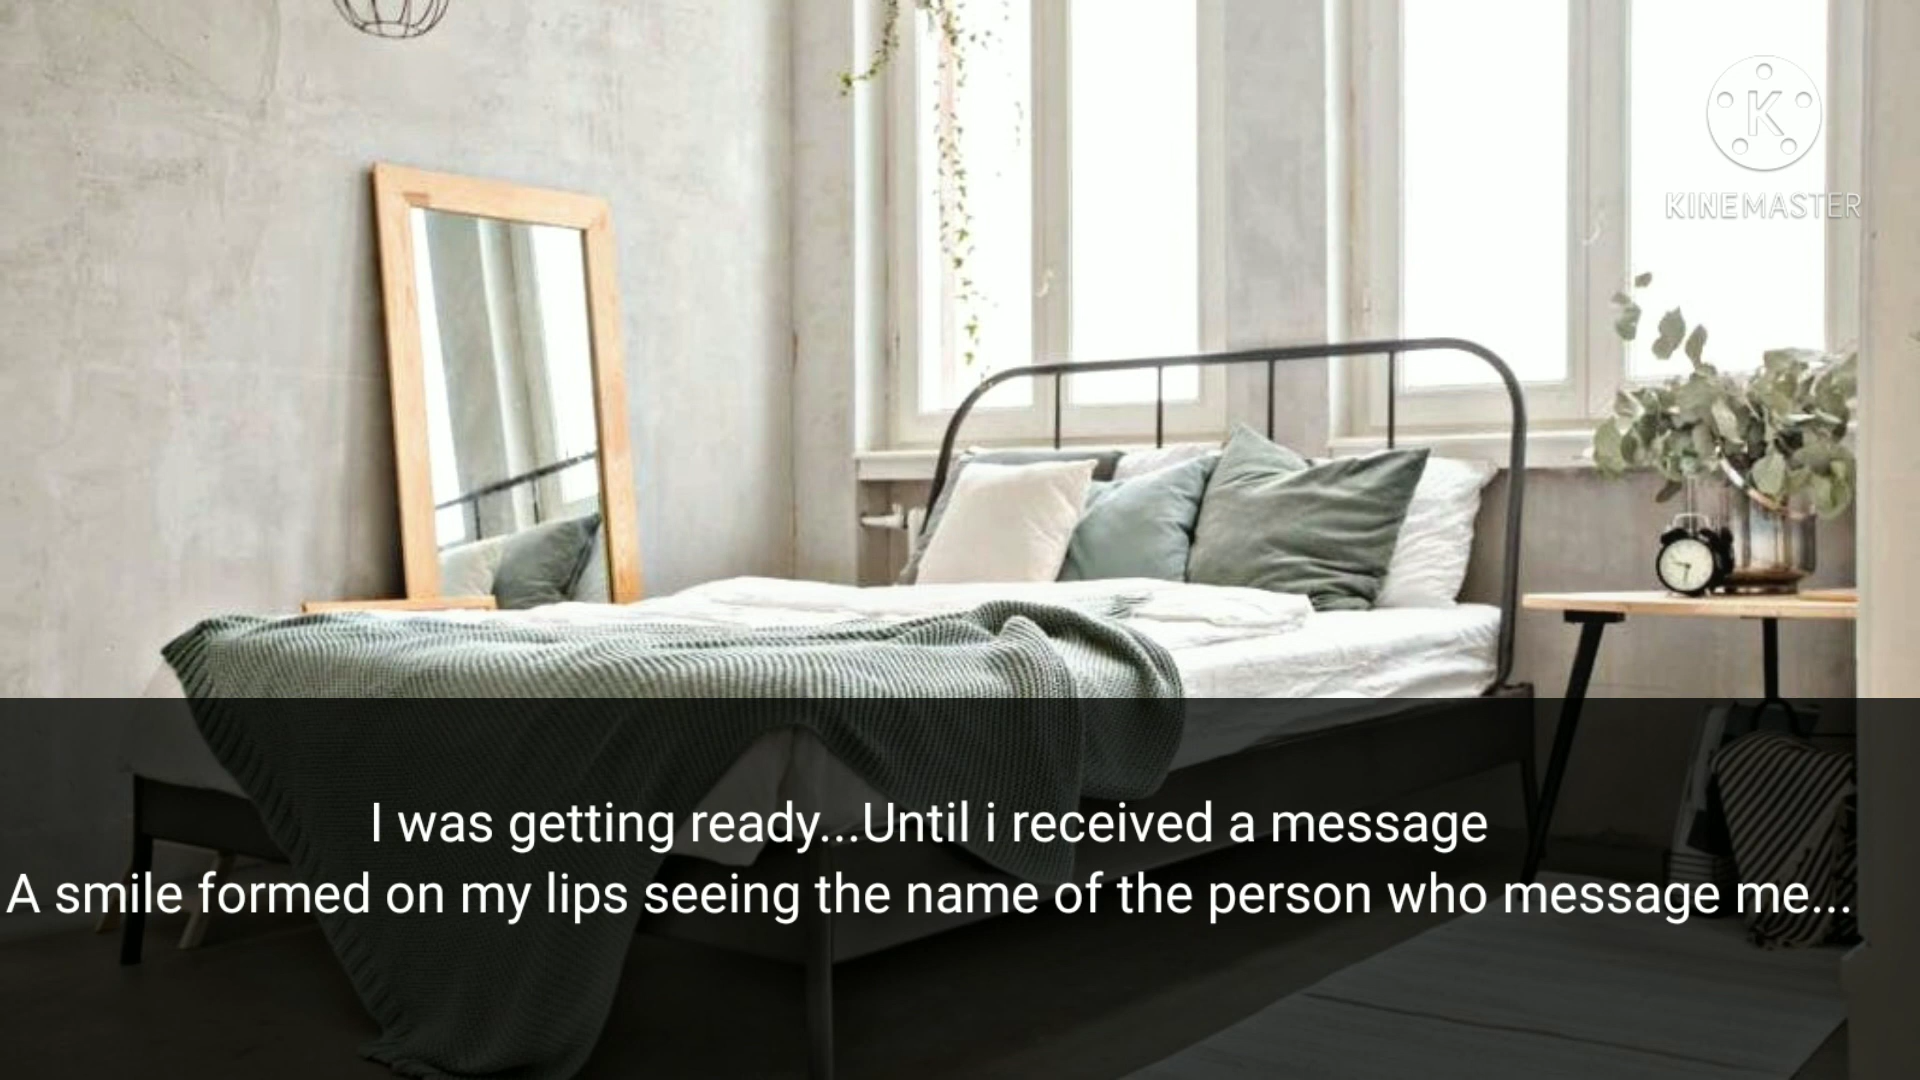 K
KINEMASTER
I was getting ready...Until i received a message
A smile formed on my lips seeing the name of the person who message me...